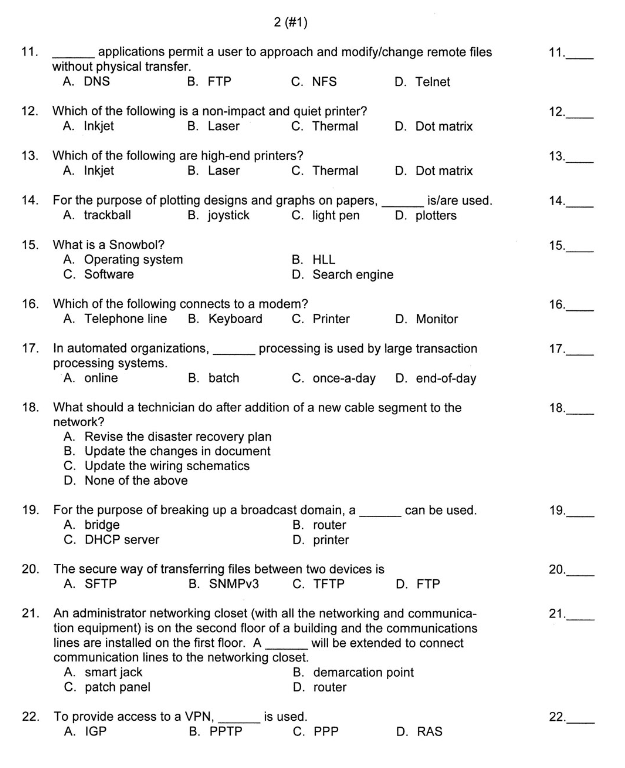 2 (#1)
11. ______ applications permit a user to approach and modify/change remote files 11.____
without physical transfer.
A. DNS B. FTP C. NFS D. Telnet
12. Which of the following is a non-impact and quiet printer? 12.____
A. Inkjet B. Laser C. Thermal D. Dot matrix
13. Which of the following are high-end printers? 13.____
A. Inkjet B. Laser C. Thermal D. Dot matrix
14. For the purpose of plotting designs and graphs on papers, ______ is/are used. 14.____
A. trackball B. joystick C. light pen D. plotters
15. What is a Snowbol? 15.____
A. Operating system B. HLL
C. Software D. Search engine
16. Which of the following connects to a modem? 16.____
A. Telephone line B. Keyboard C. Printer D. Monitor
17. In automated organizations, ______ processing is used by large transaction 17.____
processing systems.
A. online B. batch C. once-a-day D. end-of-day
18. What should a technician do after addition of a new cable segment to the 18.____
network?
A. Revise the disaster recovery plan
B. Update the changes in document
C. Update the wiring schematics
D. None of the above
19. For the purpose of breaking up a broadcast domain, a ______ can be used. 19.____
A. bridge B. router
C. DHCP server D. printer
20. The secure way of transferring files between two devices is 20.____
A. SFTP B. SNMPv3 C. TFTP D. FTP
21. An administrator networking closet (with all the networking and communica- 21.____
tion equipment) is on the second floor of a building and the communications
lines are installed on the first floor. A ______ will be extended to connect
communication lines to the networking closet.
A. smart jack B. demarcation point
C. patch panel D. router
22. To provide access to a VPN, ______ is used. 22.____
A. IGP B. PPTP C. PPP D. RAS